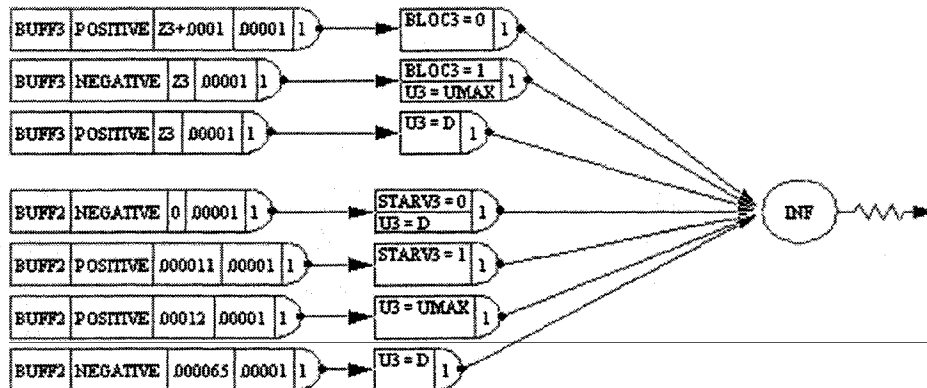 BUFF3 POSITIVE Z3+.0001 .00001 1 BLOC3 = 0 1
BUFF3 NEGATIVE Z3 .00001 1 BLOC3 = 1 U3 = UMAX 1
BUFF3 POSITIVE Z3 .00001 1 U3 = D 1
BUFF2 NEGATIVE 0 .00001 1 STARV3 = 0 U3 = D 1
INF
BUFF2 POSITIVE .000011 .00001 1 STARV3 = 1 1
BUFF2 POSITIVE .00012 .00001 1 U3 = UMAX 1
BUFF2 NEGATIVE .000065 .00001 1 U3 = D 1